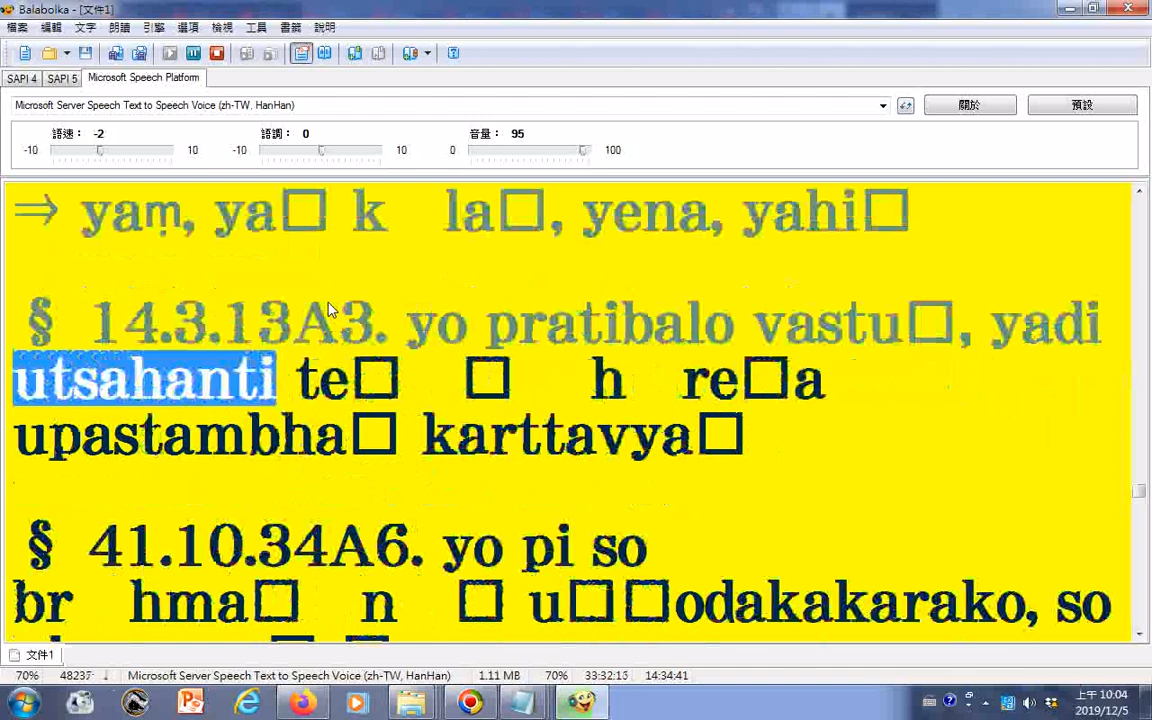 Balabolka - [文件1]
檔案 編輯 文字 朗讀 引擎 選項 檢視 工具 書籤 說明
SAPI 4 SAPI 5 Microsoft Speech Platform
Microsoft Server Speech Text to Speech Voice (zh-TW, HanHan) 關於 預設
語速： -2 語調： 0 音量： 95
-10 10 -10 10 0 100
⇒ yaṃ, ya□ k la□, yena, yahi□
§ 14.3.13A3. yo pratibalo vastu□, yadi
utsahanti te□ □ h re□a
upastambha□ karttavya□
§ 41.10.34A6. yo pi so
br hma□ n □ u□□odakakarako, so
文件1
70% 48237 Microsoft Server Speech Text to Speech Voice (zh-TW, HanHan) 1.11 MB 70% 33:32:13 14:34:41
上午 10:04
2019/12/5